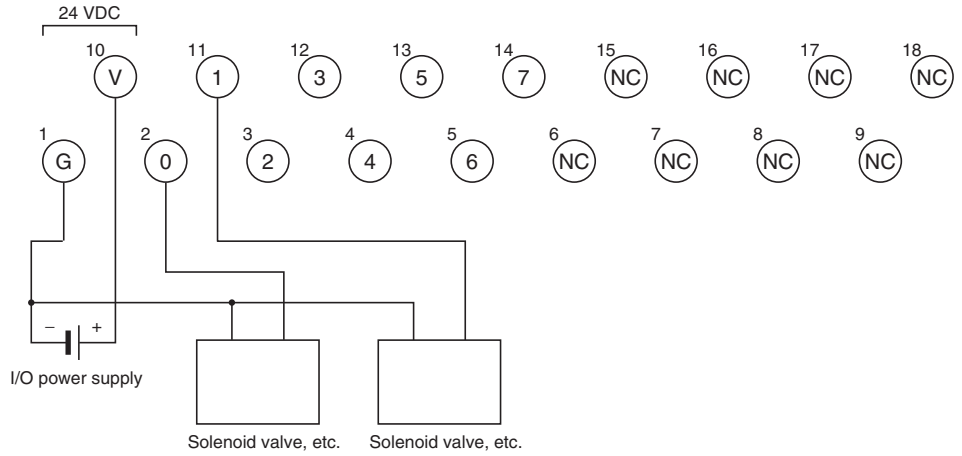 24 VDC
10 11 12 13 14 15 16 17 18
V 1 3 5 7 NC NC NC NC
1 2 3 4 5 6 7 8 9
G 0 2 4 6 NC NC NC NC
– +
I/O power supply
Solenoid valve, etc. Solenoid valve, etc.